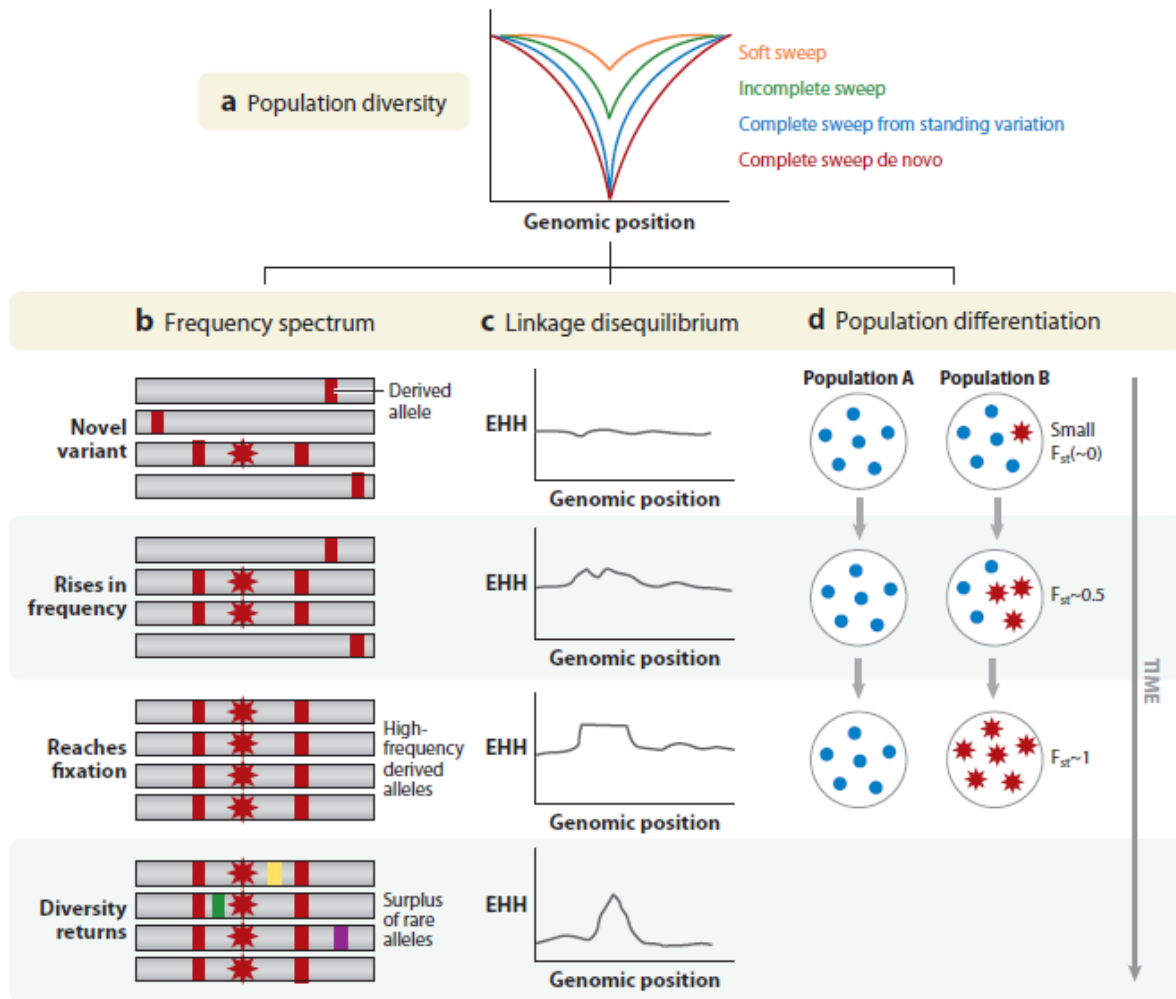 a Population diversity
Soft sweep
Incomplete sweep
Complete sweep from standing variation
Complete sweep de novo
Genomic position
b Frequency spectrum
c Linkage disequilibrium
d Population differentiation
Novel
variant
Derived
allele
EHH
Genomic position
Population A
Population B
Small
Fst(~0)
Rises in
frequency
EHH
Genomic position
Fst~0.5
Reaches
fixation
High-
frequency
derived
alleles
EHH
Genomic position
Fst~1
Diversity
returns
Surplus
of rare
alleles
EHH
Genomic position
TIME